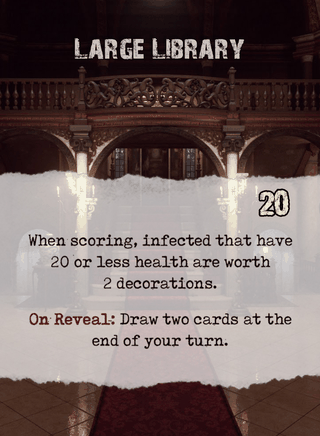 LARGE LIBRARY
20
When scoring, infected that have
20 or less health are worth
2 decorations.
On Reveal: Draw two cards at the
end of your turn.